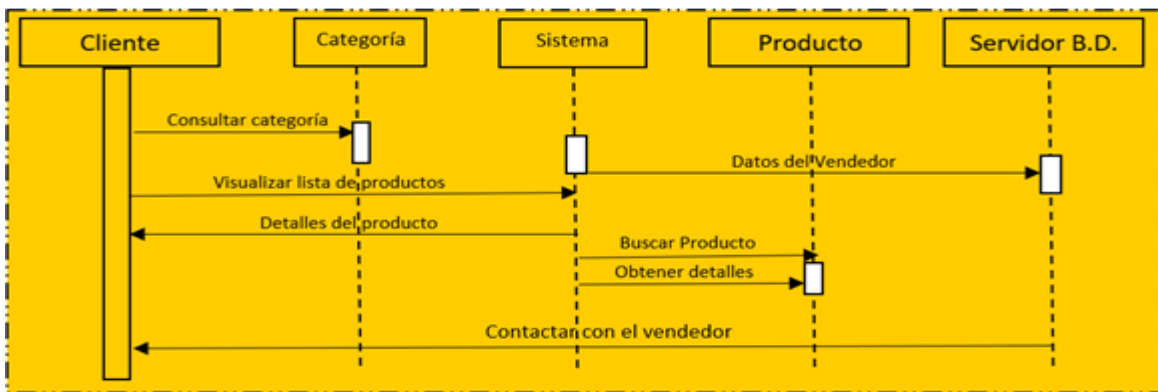 Cliente
Categoría
Sistema
Producto
Servidor B.D.
Consultar categoría
Datos del Vendedor
Visualizar lista de productos
Detalles del producto
Buscar Producto
Obtener detalles
Contactar con el vendedor